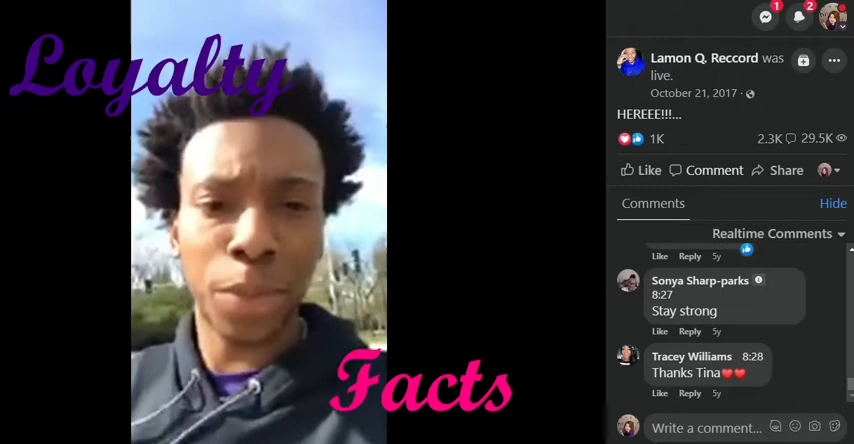 Loyalty
Facts
1
2
Lamon Q. Reccord was
live.
October 21, 2017 ·
HEREEE!!!...
1K
2.3K
29.5K
Like
Comment
Share
Comments
Hide
Realtime Comments
Like Reply 5y
Sonya Sharp-parks
8:27
Stay strong
Like Reply 5y
Tracey Williams 8:28
Thanks Tina❤❤
Like Reply 5y
Write a comment...